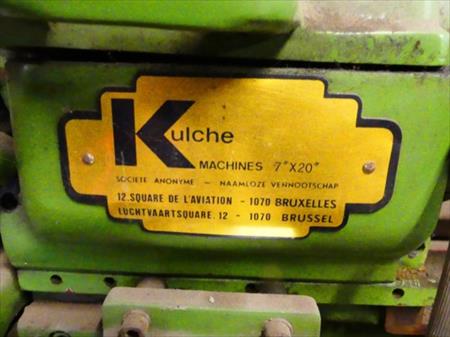 Kulche
MACHINES 7"X20"
SOCIETE ANONYME - NAAMLOZE VENNOOTSCHAP
12.SQUARE DE L'AVIATION - 1070 BRUXELLES
LUCHTVAARTSQUARE.12 - 1070 BRUSSEL